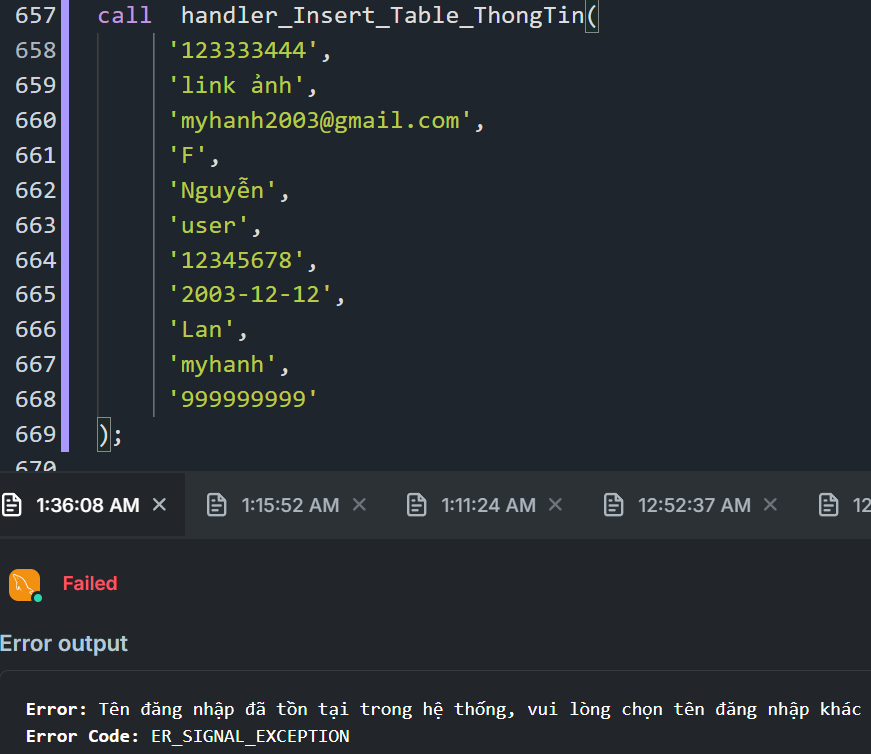 657 call handler_Insert_Table_ThongTin(
658 '123333444',
659 'link ảnh',
660 'myhanh2003@gmail.com',
661 'F',
662 'Nguyễn',
663 'user',
664 '12345678',
665 '2003-12-12',
666 'Lan',
667 'myhanh',
668 '999999999'
669 );
670
1:36:08 AM × 1:15:52 AM × 1:11:24 AM × 12:52:37 AM × 12
Failed
Error output
Error: Tên đăng nhập đã tồn tại trong hệ thống, vui lòng chọn tên đăng nhập khác
Error Code: ER_SIGNAL_EXCEPTION